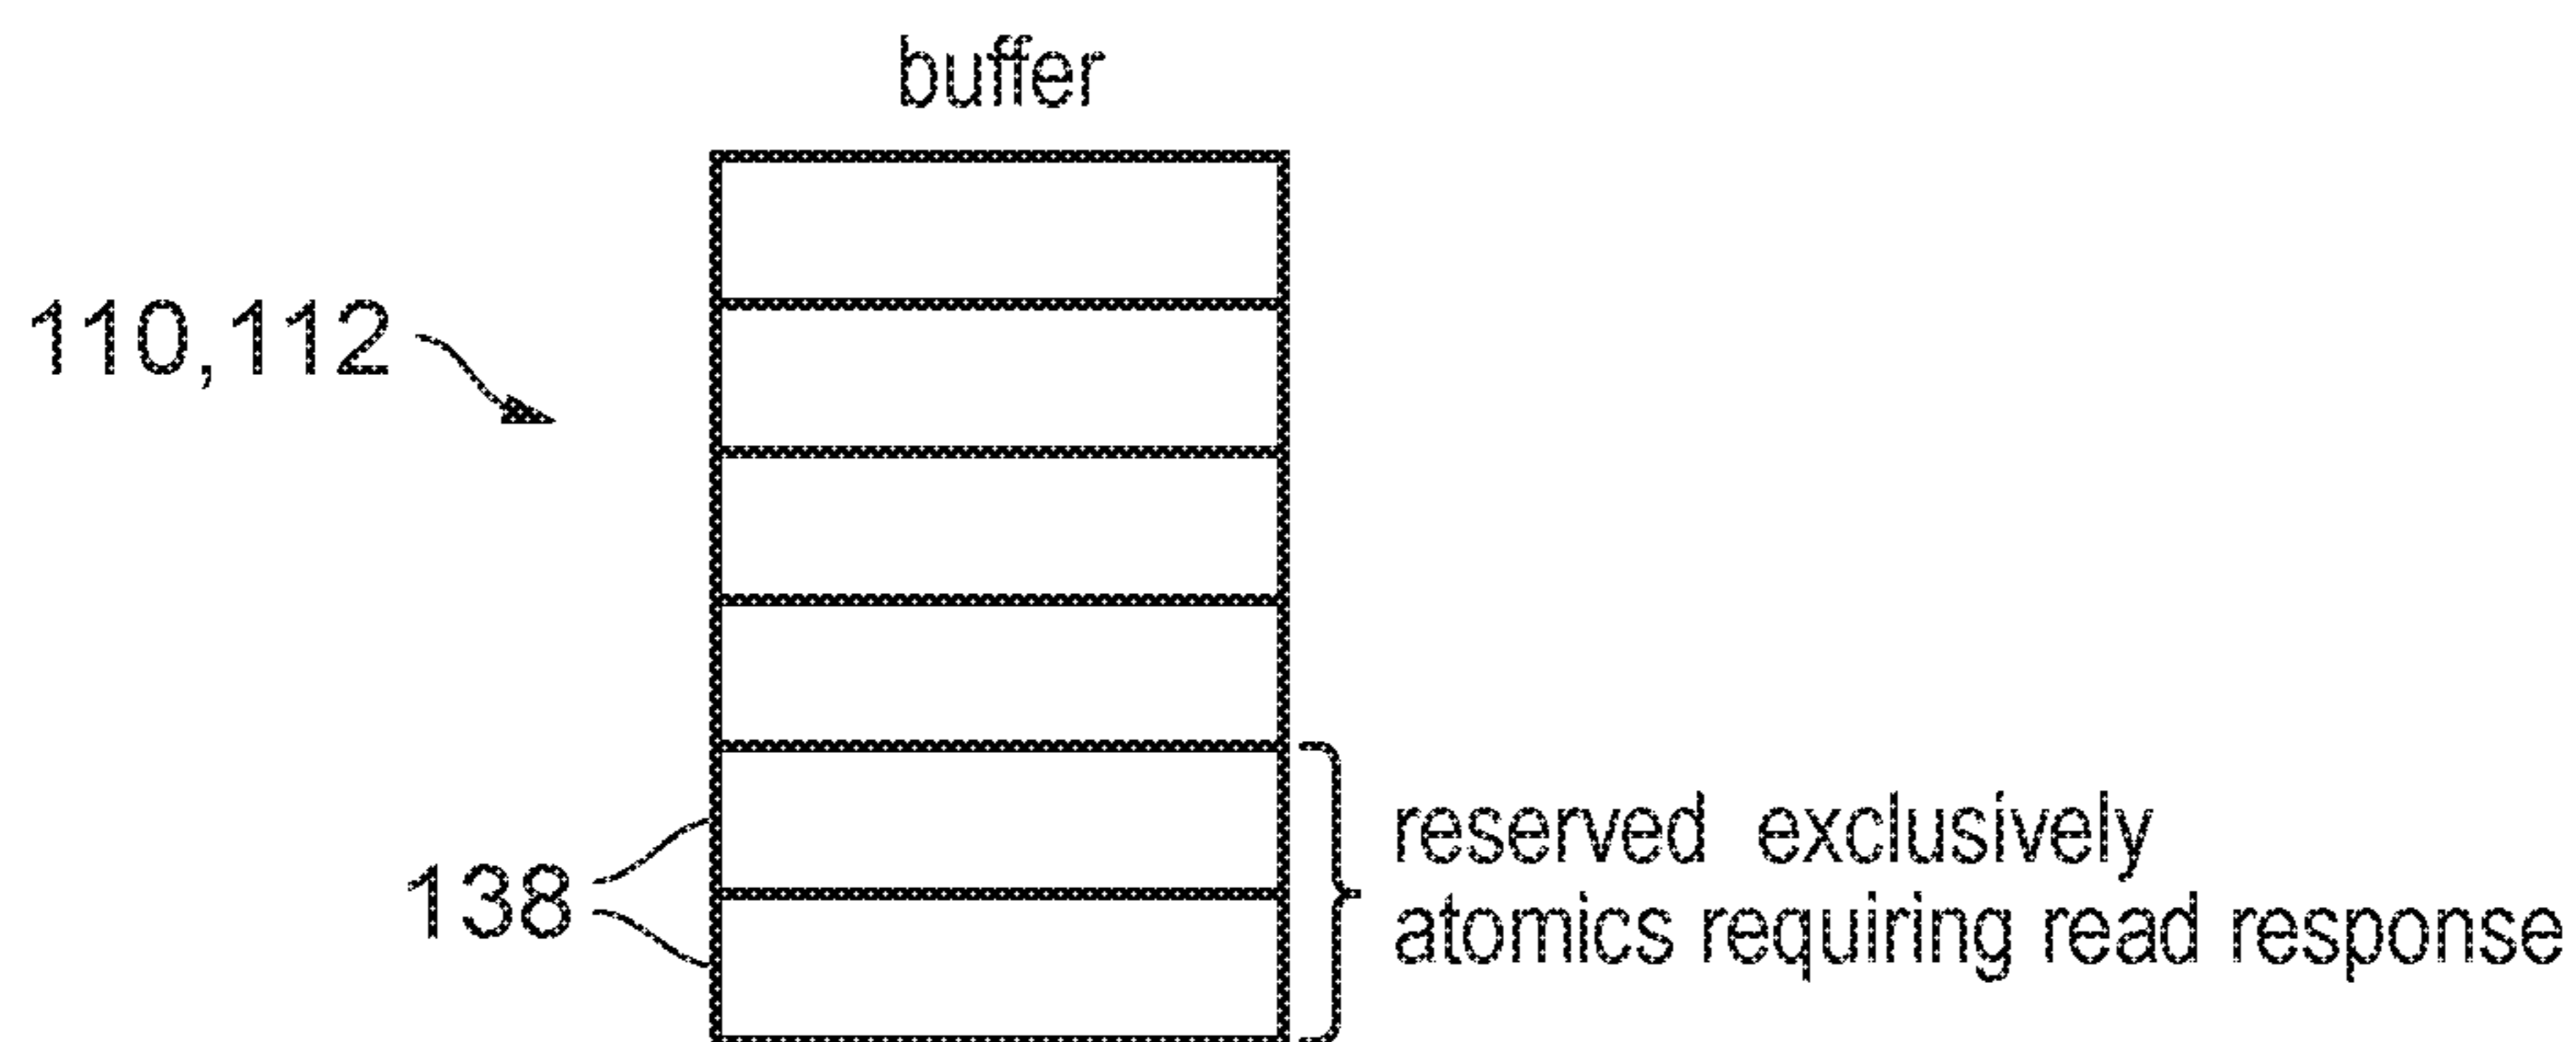 buffer
110,112
138
reserved exclusively
atomics requiring read response